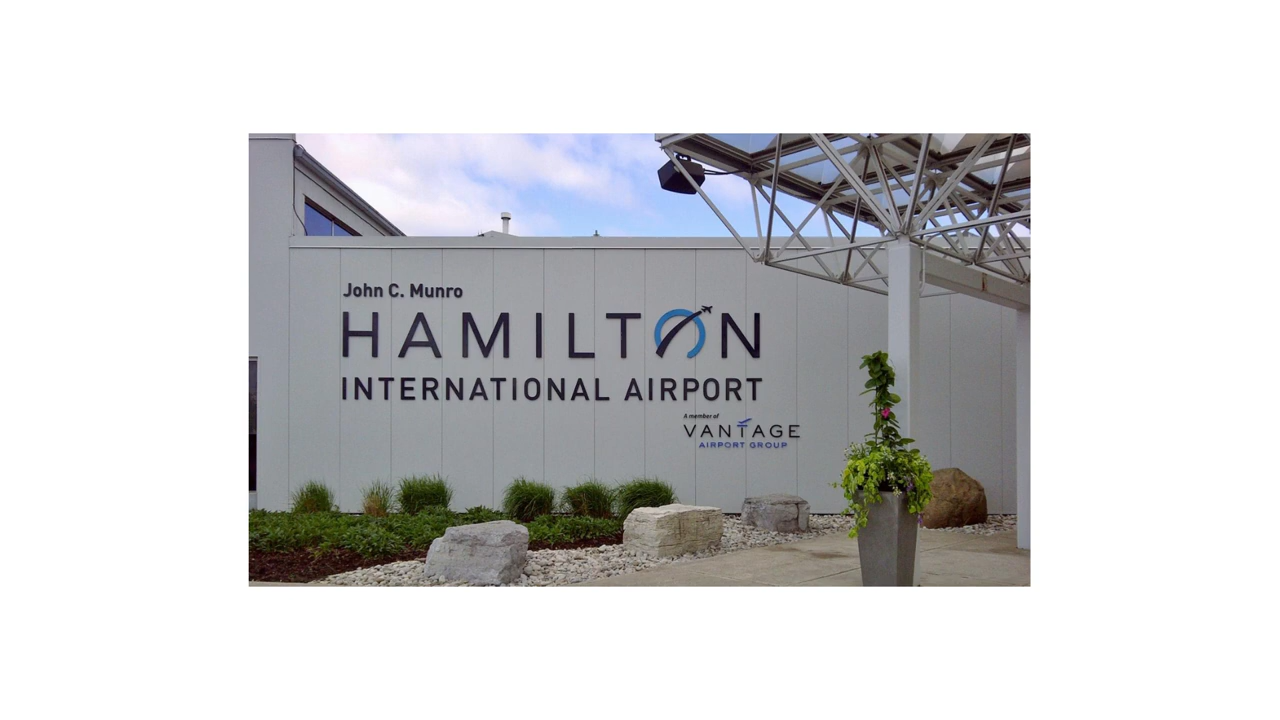 John C. Munro
HAMILTON
INTERNATIONAL AIRPORT
A member of
VANTAGE
AIRPORT GROUP